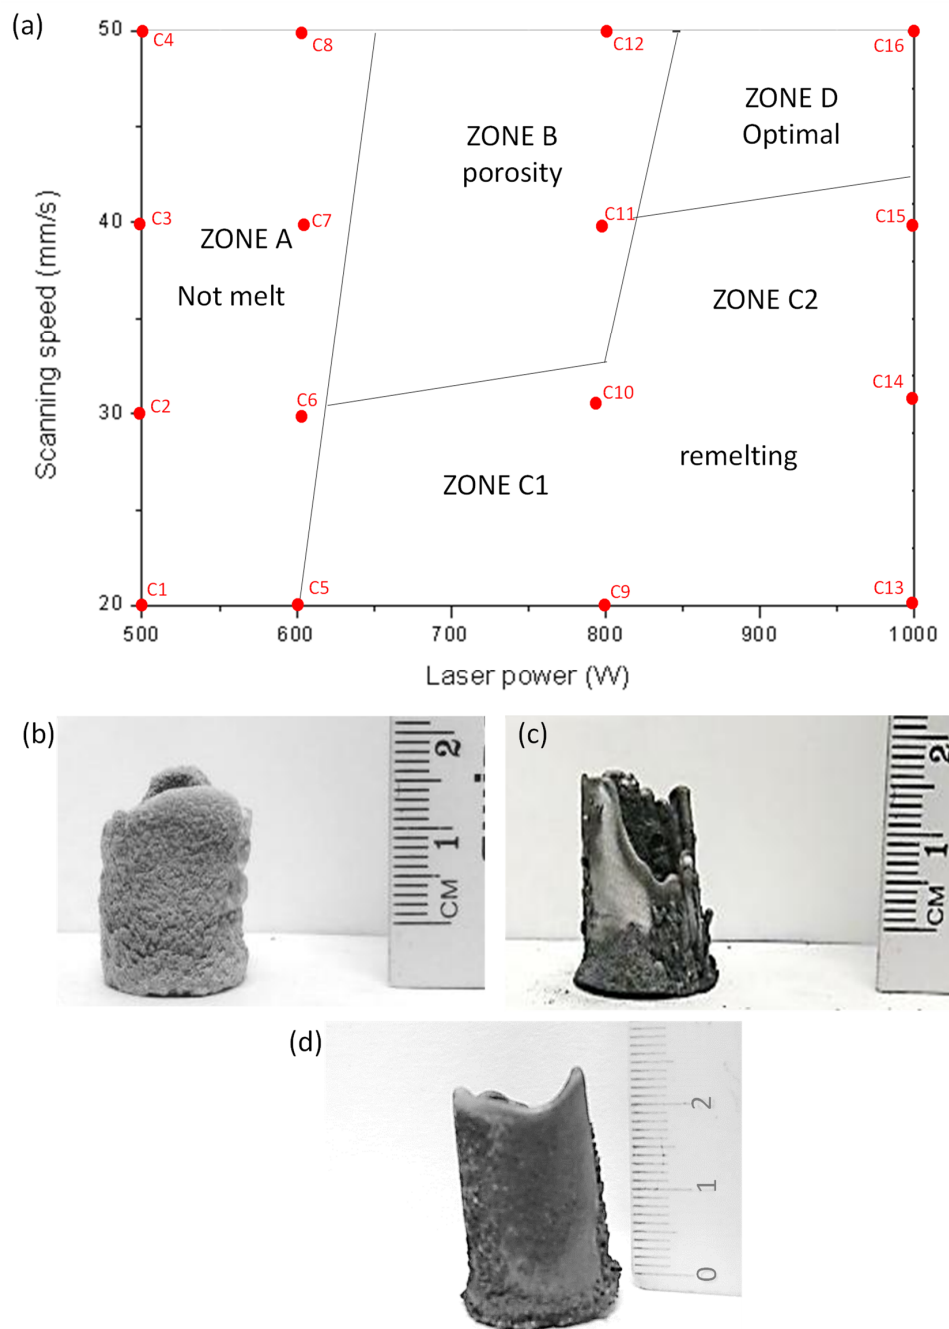 (a)
50
C4
C8
C12
C16
ZONE D
Optimal
ZONE B
porosity
40
C3
C7
C11
C15
ZONE A
Not melt
ZONE C2
Scanning speed (mm/s)
30
C2
C6
C10
C14
remelting
ZONE C1
20
C1
C5
C9
C13
500
600
700
800
900
1000
Laser power (W)
(b)
2
1
CM
(c)
2
1
CM
(d)
2
1
0